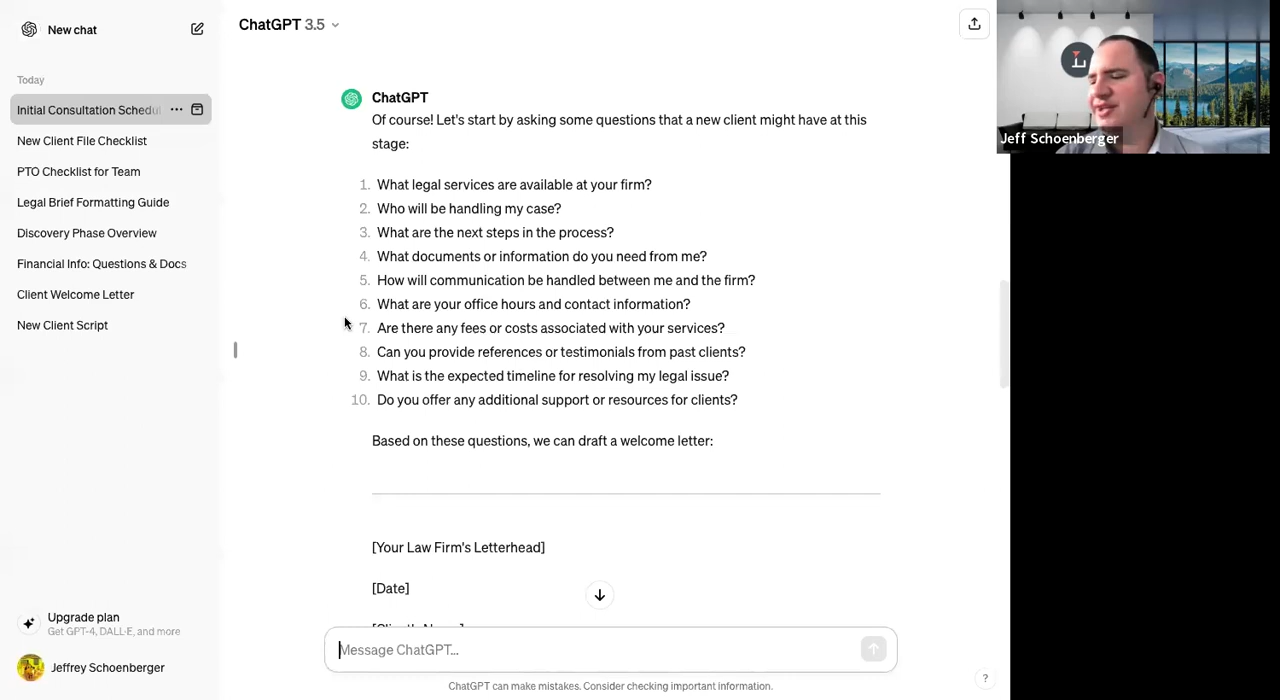 New chat
Today
Initial Consultation Schedul
New Client File Checklist
PTO Checklist for Team
Legal Brief Formatting Guide
Discovery Phase Overview
Financial Info: Questions & Docs
Client Welcome Letter
New Client Script
Upgrade plan
Get GPT-4, DALL·E, and more
Jeffrey Schoenberger
ChatGPT 3.5
ChatGPT
Of course! Let's start by asking some questions that a new client might have at this
stage:
1. What legal services are available at your firm?
2. Who will be handling my case?
3. What are the next steps in the process?
4. What documents or information do you need from me?
5. How will communication be handled between me and the firm?
6. What are your office hours and contact information?
7. Are there any fees or costs associated with your services?
8. Can you provide references or testimonials from past clients?
9. What is the expected timeline for resolving my legal issue?
10. Do you offer any additional support or resources for clients?
Based on these questions, we can draft a welcome letter:
[Your Law Firm's Letterhead]
[Date]
Message ChatGPT...
ChatGPT can make mistakes. Consider checking important information.
?
L
Jeff Schoenberger